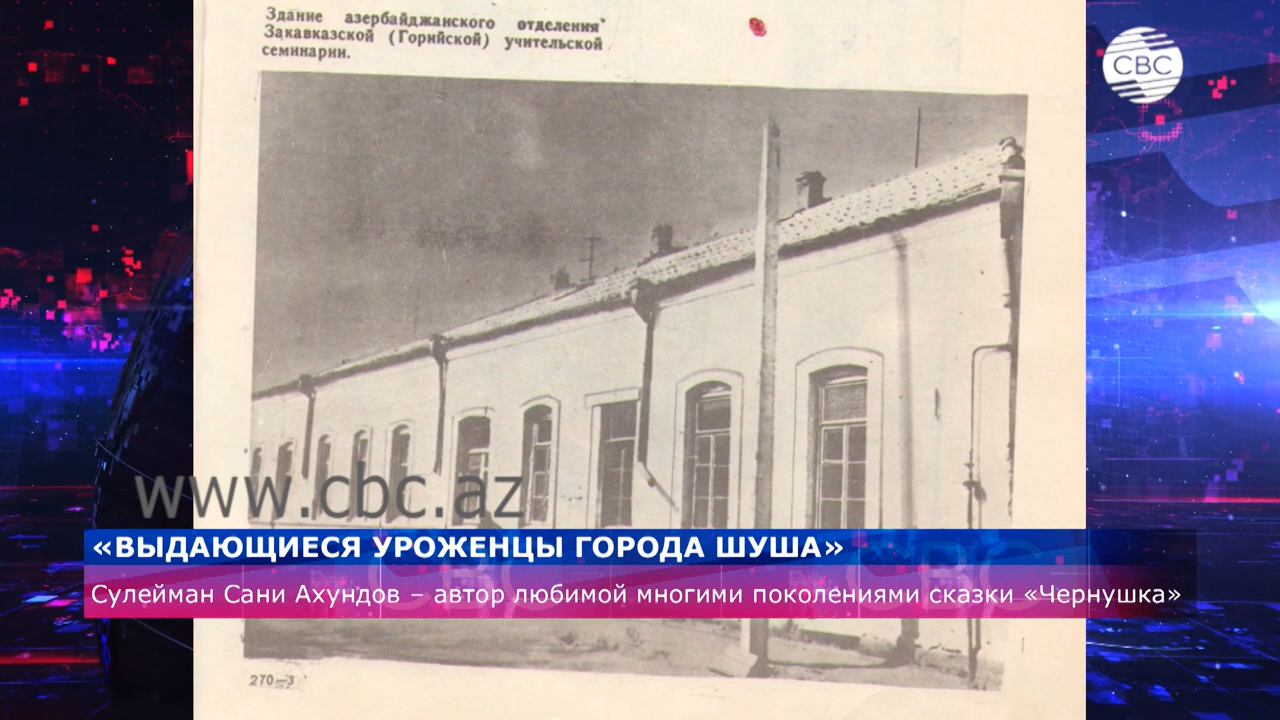 Здание азербайджанского отделения
Закавказской (Горийской) учительской
семинарии.
CBC
www.cbc.az
«ВЫДАЮЩИЕСЯ УРОЖЕНЦЫ ГОРОДА ШУША»
Сулейман Сани Ахундов – автор любимой многими поколениями сказки «Чернушка»
270—3